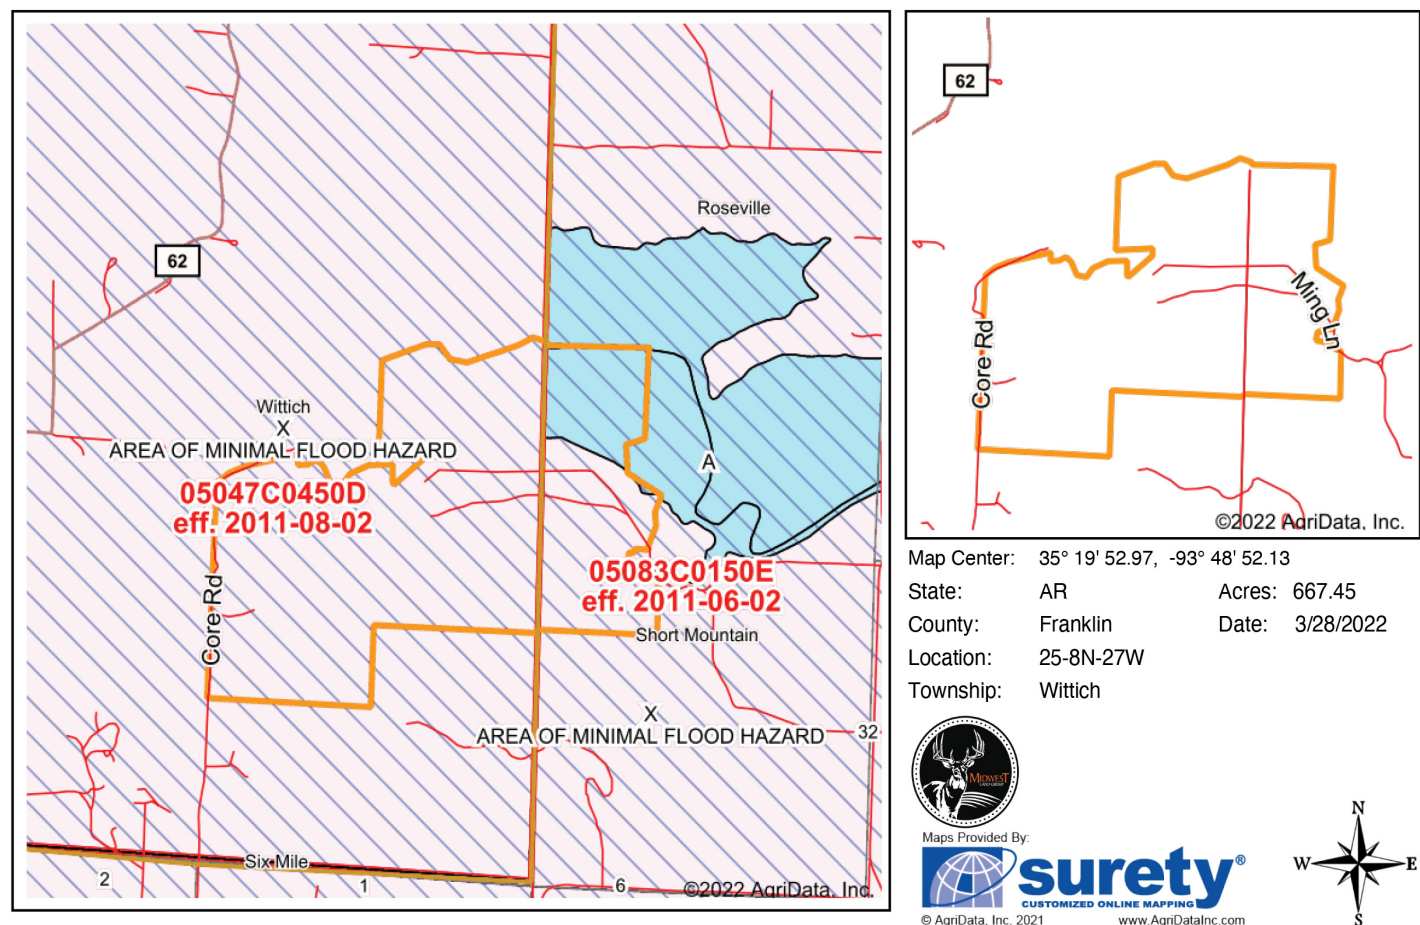 62
Roseville
Wittich
X
AREA OF MINIMAL FLOOD HAZARD
05047C0450D
eff. 2011-08-02
A
Core Rd
05083C0150E
eff. 2011-06-02
Short Mountain
X
AREA OF MINIMAL FLOOD HAZARD
32
Six Mile
2
1
6
©2022 AgriData, Inc.
62
Ming Ln
Core Rd
©2022 AgriData, Inc.
Map Center: 35° 19' 52.97, -93° 48' 52.13
State: AR Acres: 667.45
County: Franklin Date: 3/28/2022
Location: 25-8N-27W
Township: Wittich
MIDWEST
LAND GROUP
Maps Provided By:
surety®
CUSTOMIZED ONLINE MAPPING
© AgriData, Inc. 2021 www.AgriDataInc.com
N
W E
S